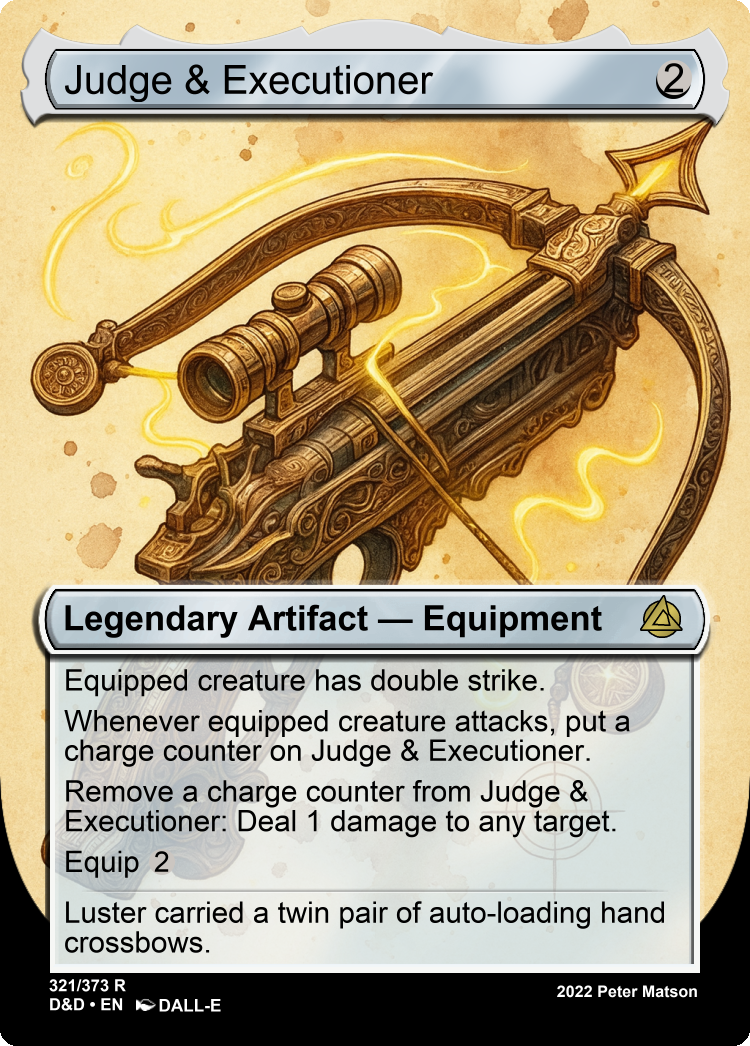 Judge & Executioner 2
Legendary Artifact — Equipment
Equipped creature has double strike.
Whenever equipped creature attacks, put a
charge counter on Judge & Executioner.
Remove a charge counter from Judge &
Executioner: Deal 1 damage to any target.
Equip 2
Luster carried a twin pair of auto-loading hand
crossbows.
321/373 R
D&D • EN DALL-E
2022 Peter Matson